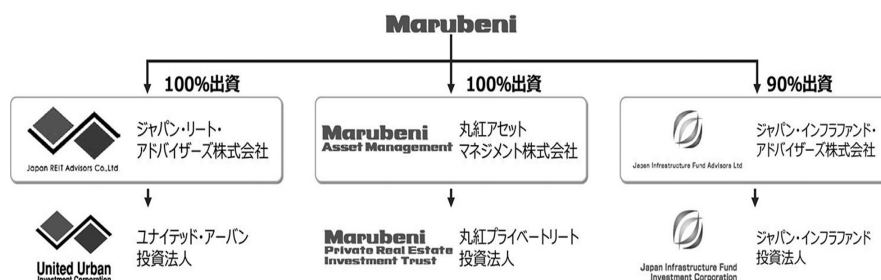 Marubeni
100%出資
100%出資
90%出資
Japan REIT Advisors Co.,Ltd
ジャパン・リート・
アドバイザーズ株式会社
Marubeni
Asset Management
丸紅アセット
マネジメント株式会社
Japan Infrastructure Fund Advisors Ltd
ジャパン・インフラファンド・
アドバイザーズ株式会社
United Urban
Investment Corporation
ユナイテッド・アーバン
投資法人
Marubeni
Private Real Estate
Investment Trust
丸紅プライベートリート
投資法人
Japan Infrastructure Fund
Investment Corporation
ジャパン・インフラファンド
投資法人